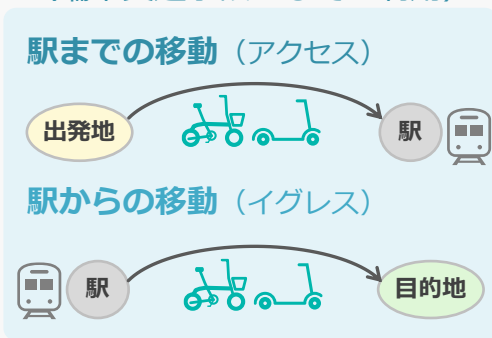 駅までの移動（アクセス）
出発地
駅
駅からの移動（イグレス）
駅
目的地